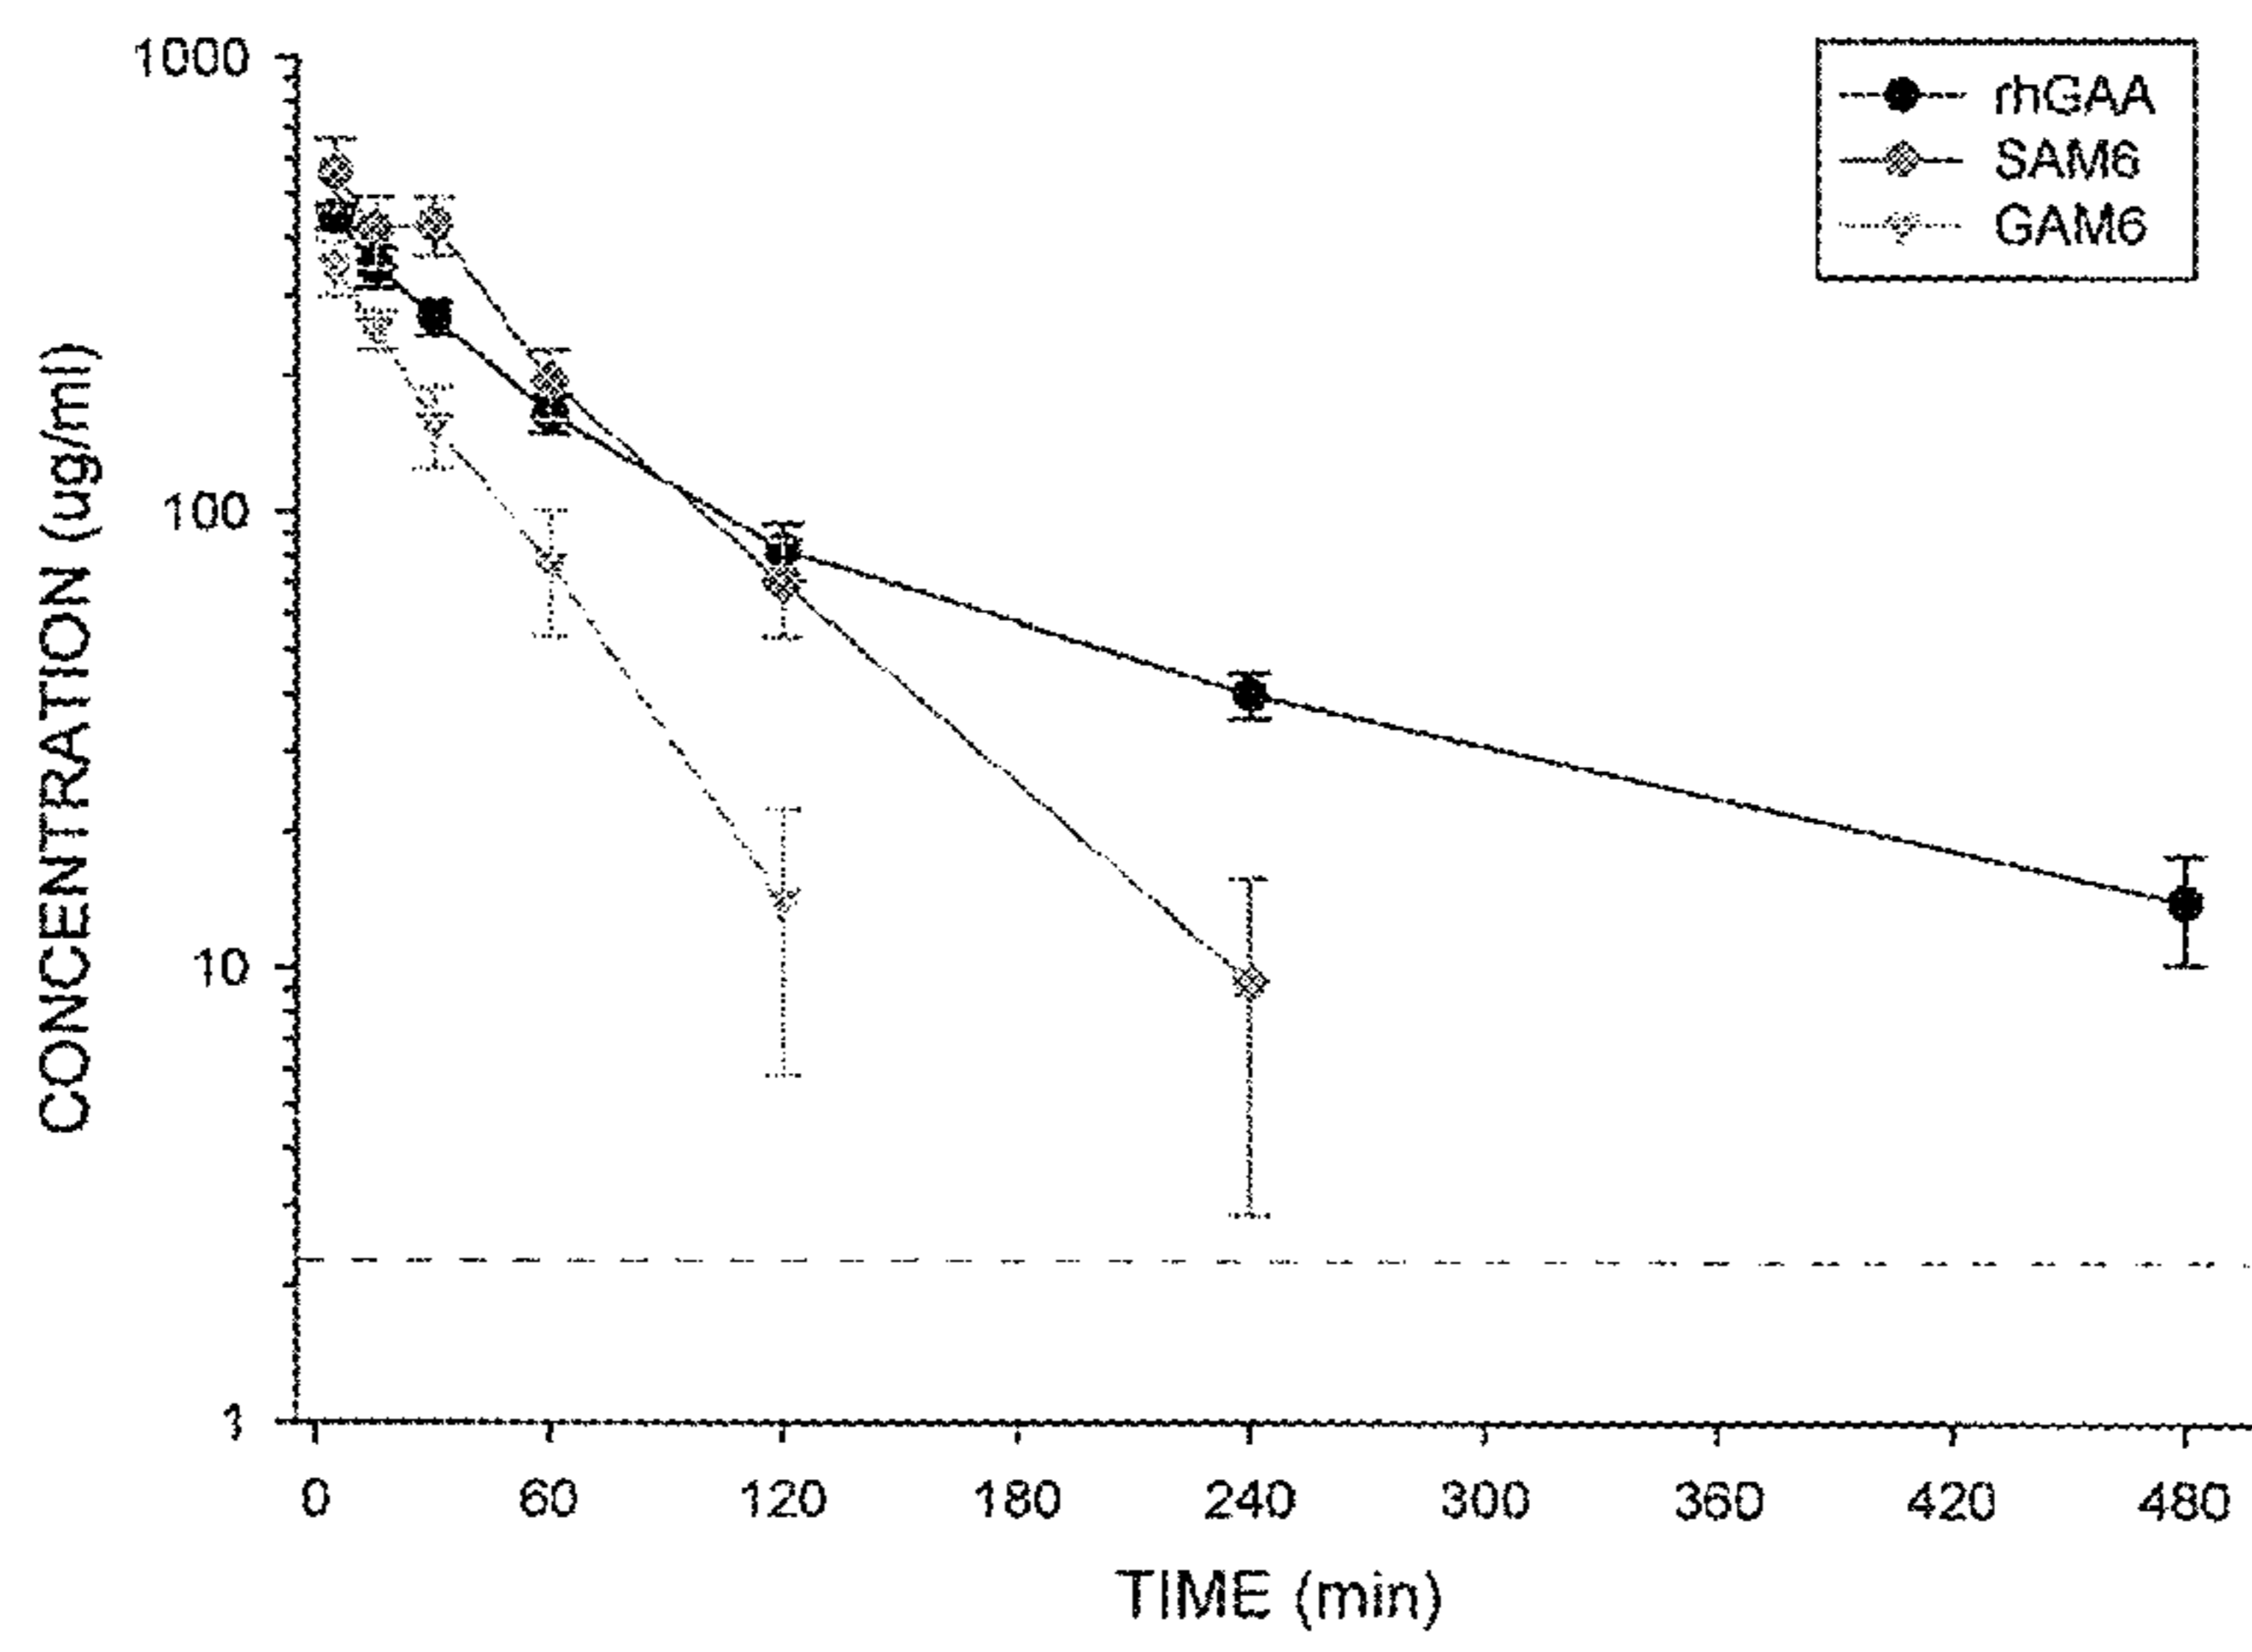 1000
100
10
1
CONCENTRATION (ug/ml)
rhGAA
SAM6
GAM6
0 60 120 180 240 300 360 420 480
TIME (min)